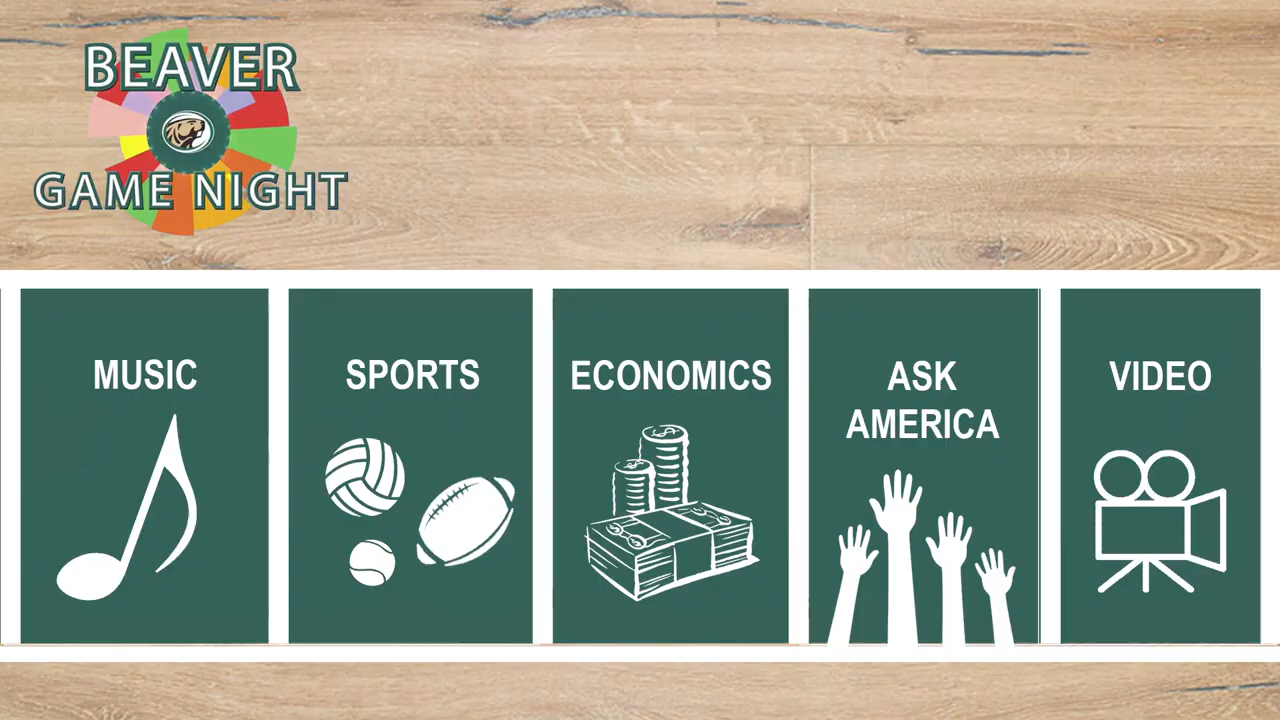 BEAVER
GAME NIGHT
MUSIC
SPORTS
ECONOMICS
ASK
AMERICA
VIDEO